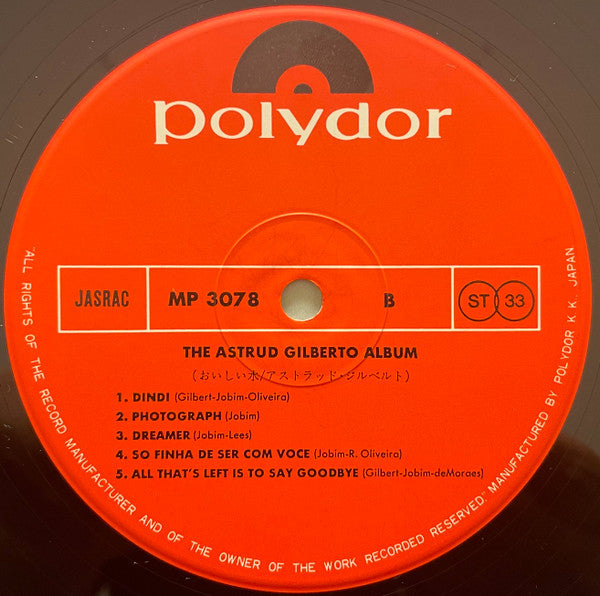 polydor
JASRAC
MP 3078
B
ST 33
THE ASTRUD GILBERTO ALBUM
(おいしい水/アストラッド・ジルベルト)
1. DINDI (Gilbert-Jobim-Oliveira)
2. PHOTOGRAPH (Jobim)
3. DREAMER (Jobim-Lees)
4. SO FINHA DE SER COM VOCE (Jobim-R. Oliveira)
5. ALL THAT'S LEFT IS TO SAY GOODBYE (Gilbert-Jobim-deMoraes)
"ALL RIGHTS OF THE RECORD MANUFACTURER AND OF THE OWNER OF THE WORK RECORDED RESERVED." MANUFACTURED BY POLYDOR K.K., JAPAN